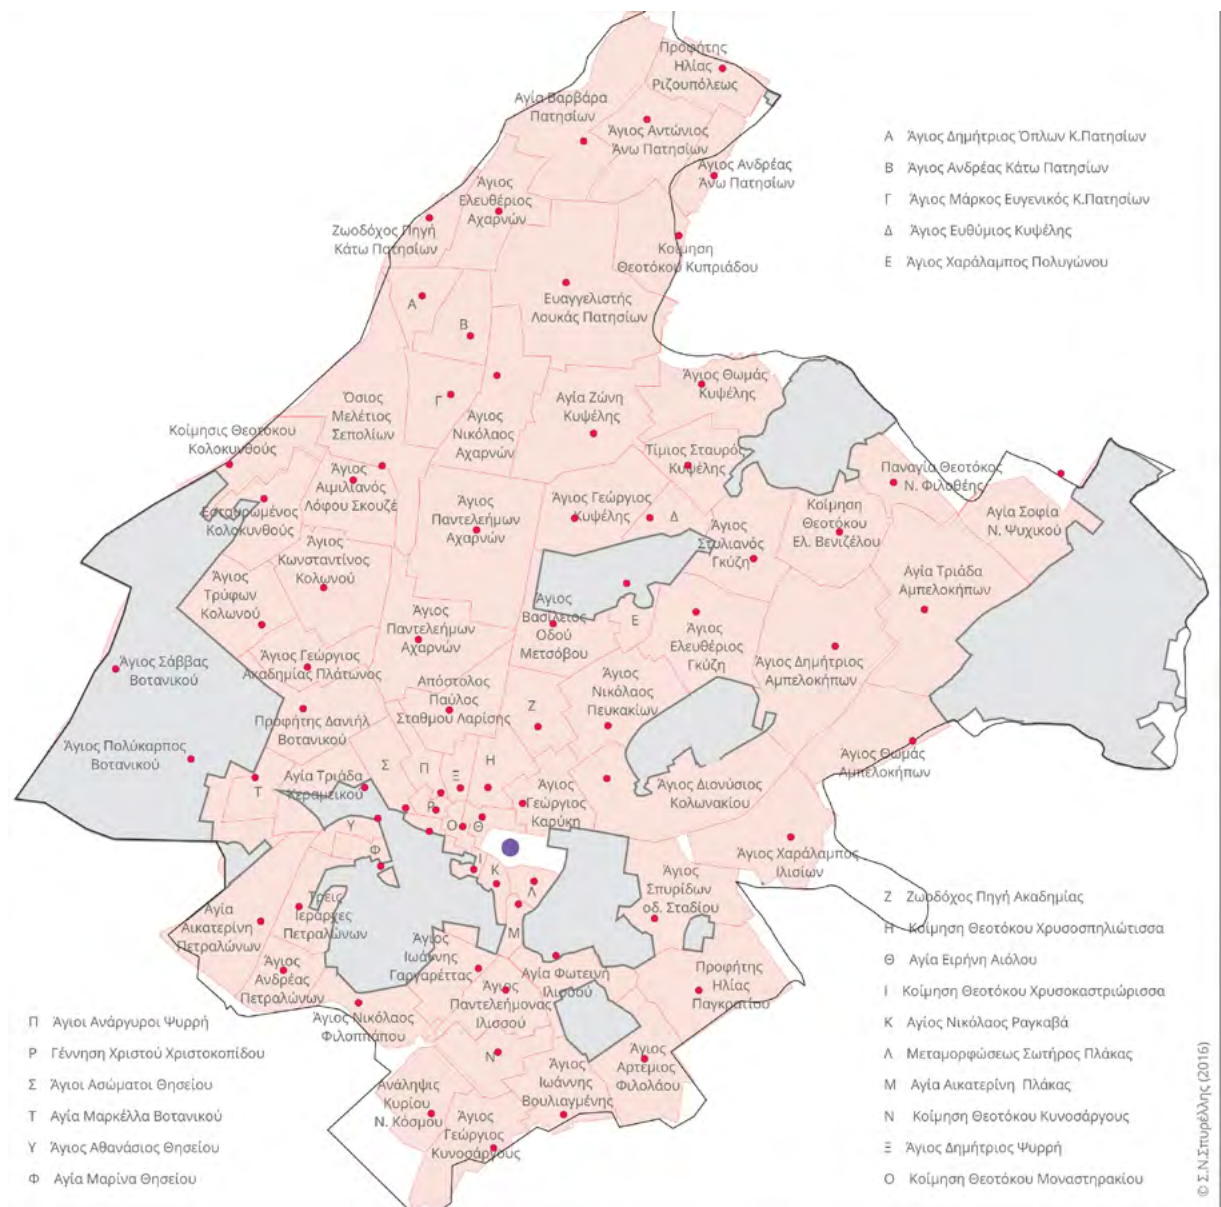 Προφήτης
Ηλίας
Ριζουπόλεως
Αγία Βαρβάρα
Πατησίων
Άγιος Αντώνιος
Άνω Πατησίων
Άγιος Ανδρέας
Άνω Πατησίων
Άγιος
Ελευθέριος
Αχαρνών
Ζωοδόχος Πηγή
Κάτω Πατησίων
Κοίμηση
Θεοτόκου Κυπριάδου
Ευαγγελιστής
Λουκάς Πατησίων
Α
Β
Α Άγιος Δημήτριος Όπλων Κ.Πατησίων
Β Άγιος Ανδρέας Κάτω Πατησίων
Γ Άγιος Μάρκος Ευγενικός Κ.Πατησίων
Δ Άγιος Ευθύμιος Κυψέλης
Ε Άγιος Χαράλαμπος Πολυγώνου
Άγιος Θωμάς
Κυψέλης
Όσιος
Μελέτιος
Σεπολίων
Γ
Άγιος
Νικόλαος
Αχαρνών
Αγία Ζώνη
Κυψέλης
Κοίμησις Θεοτόκου
Κολοκυνθούς
Τίμιος Σταυρός
Κυψέλης
Άγιος
Αιμιλιανός
Λόφου Σκουζέ
Παναγία Θεοτόκος
Ν. Φιλοθέης
Εσταυρωμένος
Κολοκυνθούς
Άγιος
Παντελεήμων
Αχαρνών
Άγιος Γεώργιος
Κυψέλης
Δ
Άγιος
Στυλιανός
Γκύζη
Κοίμηση
Θεοτόκου
Ελ. Βενιζέλου
Αγία Σοφία
Ν. Ψυχικού
Άγιος
Κωνσταντίνος
Κολωνού
Αγία Τριάδα
Αμπελοκήπων
Άγιος
Τρύφων
Κολωνού
Άγιος
Παντελεήμων
Αχαρνών
Άγιος
Βασίλειος
Οδού
Μετσόβου
Ε
Άγιος
Ελευθέριος
Γκύζη
Άγιος Δημήτριος
Αμπελοκήπων
Άγιος Σάββας
Βοτανικού
Άγιος Γεώργιος
Ακαδημίας Πλάτωνος
Απόστολος
Παύλος
Σταθμού Λαρίσης
Άγιος
Νικόλαος
Πευκακίων
Ζ
Προφήτης Δανιήλ
Βοτανικού
Άγιος Πολύκαρπος
Βοτανικού
Άγιος Θωμάς
Αμπελοκήπων
Αγία Τριάδα
Κεραμεικού
Σ
Π
Ξ
Η
Τ
Άγιος
Γεώργιος
Καρύκη
Άγιος Διονύσιος
Κολωνακίου
Ρ
Ο
Θ
Υ
Φ
Ι
Κ
Λ
Μ
Άγιος Χαράλαμπος
Ιλισίων
Άγιος
Σπυρίδων
οδ. Σταδίου
Τρεις
Ιεράρχες
Πετραλώνων
Αγία
Αικατερίνη
Πετραλώνων
Άγιος
Ανδρέας
Πετραλώνων
Άγιος
Ιωάννης
Γαργαρέττας
Αγία Φωτεινή
Ιλισσού
Προφήτης
Ηλίας
Παγκρατίου
Άγιος
Παντελεήμονας
Ιλισσού
Άγιος Νικόλαος
Φιλοππάπου
Ν
Άγιος
Ιωάννης
Βουλιαγμένης
Άγιος
Αρτέμιος
Φιλολάου
Ανάληψις
Κυρίου
Ν. Κόσμου
Άγιος
Γεώργιος
Κυνοσάργους
Ζ Ζωοδόχος Πηγή Ακαδημίας
Η Κοίμηση Θεοτόκου Χρυσοσπηλιώτισσα
Θ Αγία Ειρήνη Αιόλου
Ι Κοίμηση Θεοτόκου Χρυσοκαστριώρισσα
Κ Αγίος Νικόλαος Ραγκαβά
Λ Μεταμορφώσεως Σωτήρος Πλάκας
Μ Αγία Αικατερίνη Πλάκας
Ν Κοίμηση Θεοτόκου Κυνοσάργους
Ξ Άγιος Δημήτριος Ψυρρή
Ο Κοίμηση Θεοτόκου Μοναστηρακίου
Π Άγιοι Ανάργυροι Ψυρρή
Ρ Γέννηση Χριστού Χριστοκοπίδου
Σ Άγιοι Ασώματοι Θησείου
Τ Αγία Μαρκέλλα Βοτανικού
Υ Άγιος Αθανάσιος Θησείου
Φ Αγία Μαρίνα Θησείου
© Σ.Ν.Σπυρέλλης (2016)